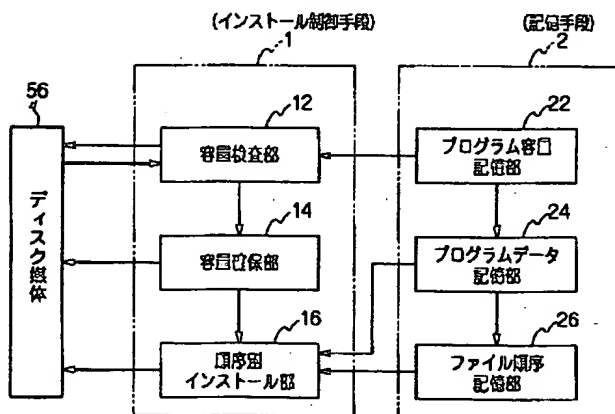 (インストール制御手段)
1
(記憶手段)
2
56
ディスク媒体
12
容量検査部
14
容量確保部
16
順序別
インストール部
22
プログラム容量
記憶部
24
プログラムデータ
記憶部
26
ファイル順序
記憶部